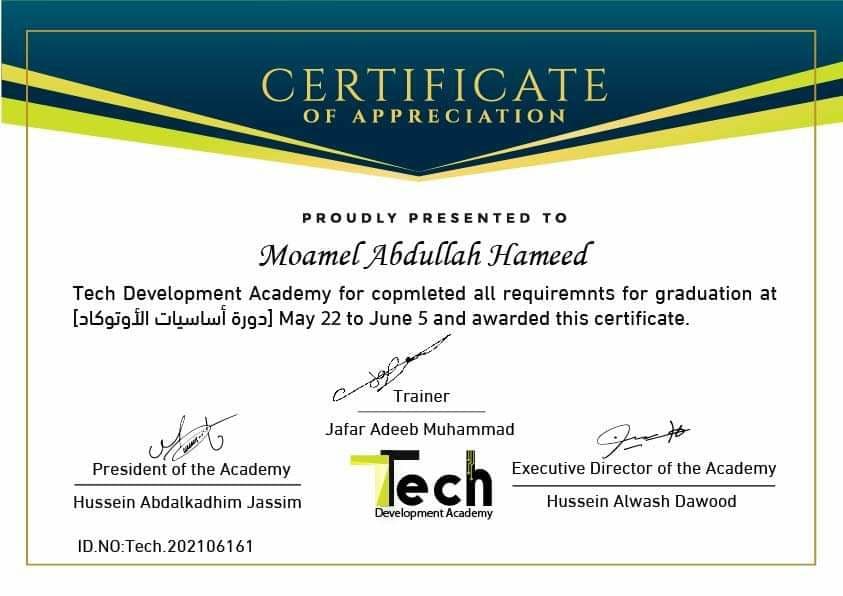 CERTIFICATE
OF APPRECIATION
PROUDLY PRESENTED TO
Moamel Abdullah Hameed
Tech Development Academy for copmleted all requiremnts for graduation at
[دورة أساسيات الأوتوكاد] May 22 to June 5 and awarded this certificate.
Trainer
Jafar Adeeb Muhammad
President of the Academy
Hussein Abdalkadhim Jassim
Tech
Development Academy
Executive Director of the Academy
Hussein Alwash Dawood
ID.NO:Tech.202106161